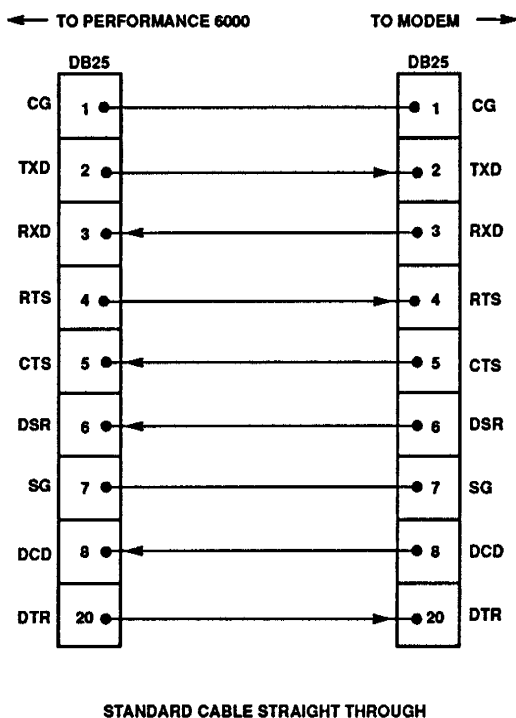 TO PERFORMANCE 6000 TO MODEM
DB25 DB25
CG 1 1 CG
TXD 2 2 TXD
RXD 3 3 RXD
RTS 4 4 RTS
CTS 5 5 CTS
DSR 6 6 DSR
SG 7 7 SG
DCD 8 8 DCD
DTR 20 20 DTR
STANDARD CABLE STRAIGHT THROUGH